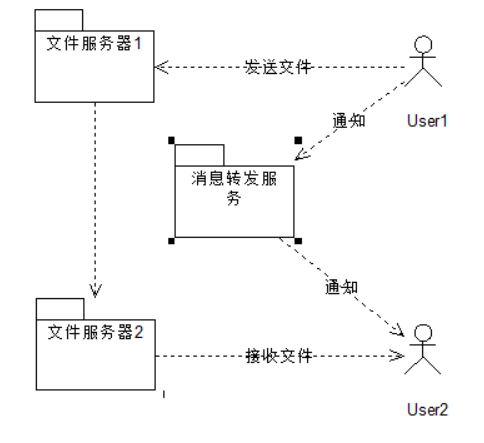 文件服务器1
发送文件
通知
User1
消息转发服
务
通知
文件服务器2
接收文件
User2